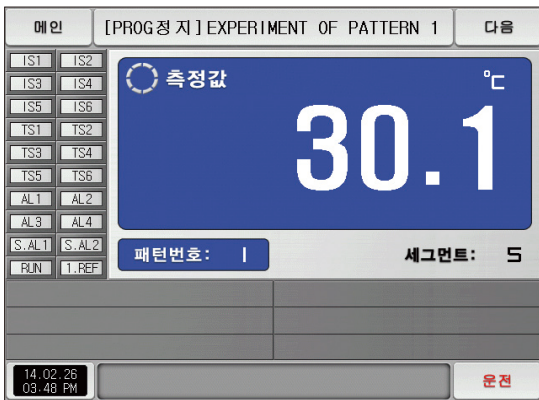 메인 [PROG정지]EXPERIMENT OF PATTERN 1 다음
IS1 IS2
IS3 IS4
IS5 IS6
TS1 TS2
TS3 TS4
TS5 TS6
AL1 AL2
AL3 AL4
S.AL1 S.AL2
RUN 1.REF
측정값 ℃
30.1
패턴번호: 1 세그먼트: 5
14.02.26
03:48 PM
운전